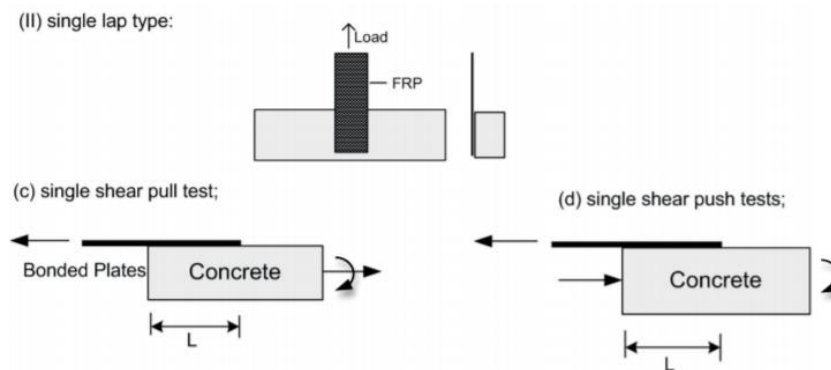 (II) single lap type:
Load
FRP
(c) single shear pull test;
(d) single shear push tests;
Bonded Plates
Concrete
L
Concrete
L